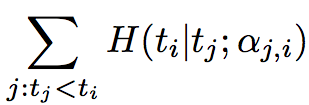 ∑ H(t_i|t_j; α_{j,i})
j:t_j<t_i